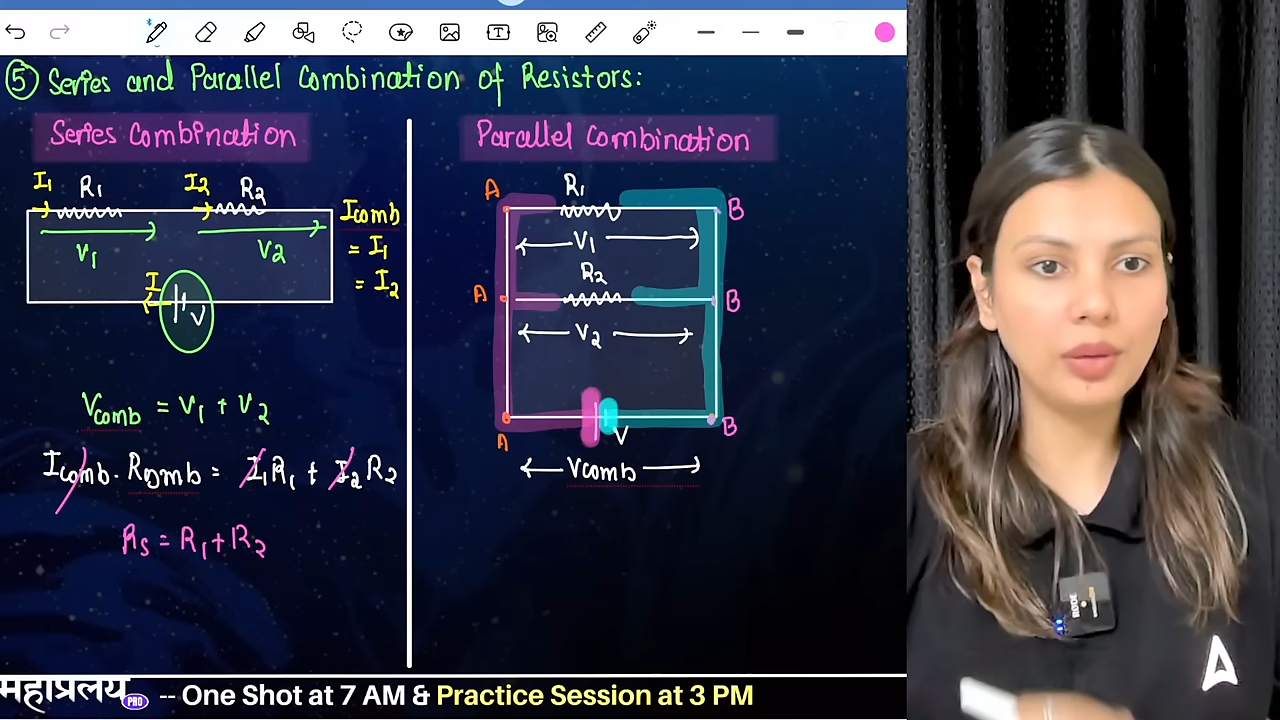 ⑤ Series and Parallel Combination of Resistors:
Series Combination
I₁ R₁ I₂ R₂
V₁ V₂
I
V
Icomb
= I₁
= I₂
Vcomb = V₁ + V₂
Icomb. Rcomb = I₁R₁ + I₂R₂
Rs = R₁ + R₂
Parallel Combination
A R₁ B
V₁
R₂
A B
V₂
V
A B
Vcomb
RODE
महाप्रलय PRO -- One Shot at 7 AM & Practice Session at 3 PM